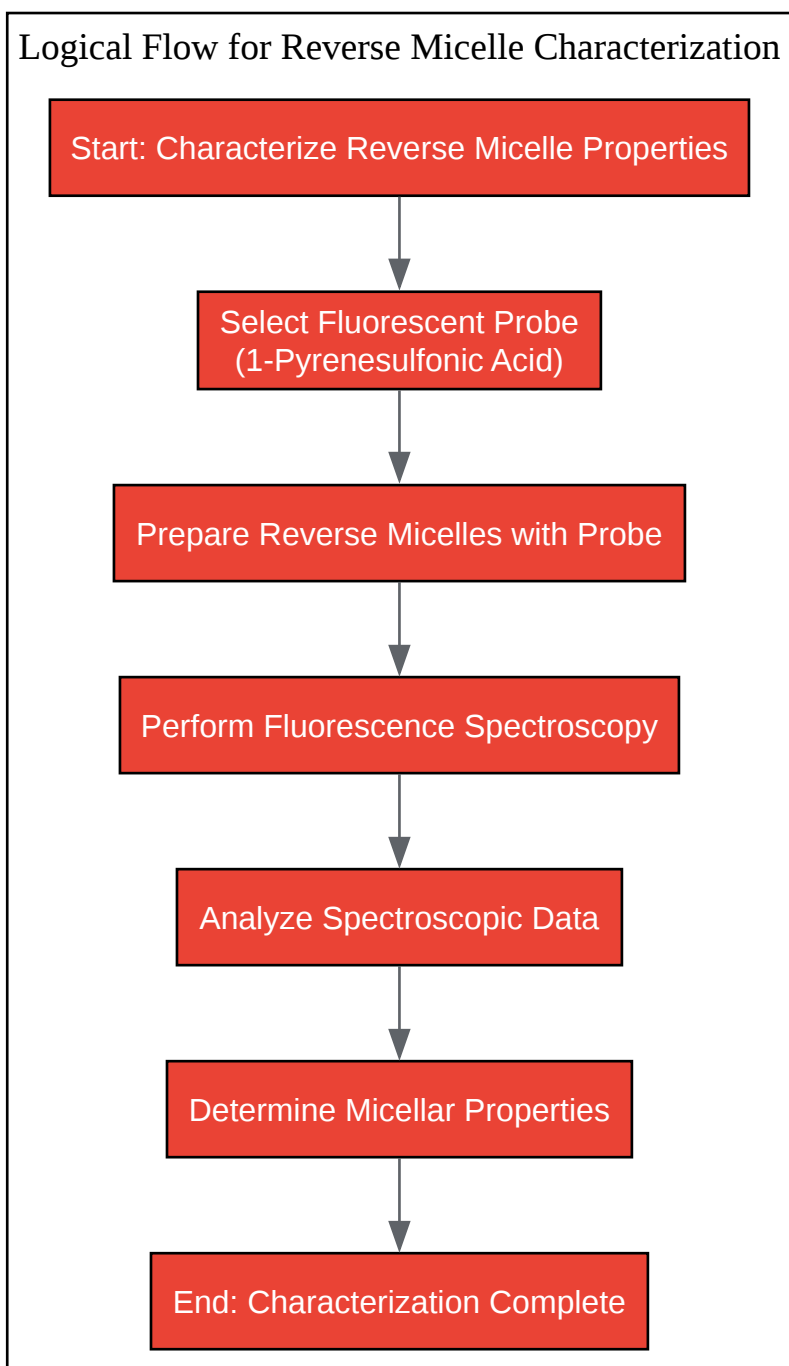 Logical Flow for Reverse Micelle Characterization
Start: Characterize Reverse Micelle Properties
Select Fluorescent Probe
(1-Pyrenesulfonic Acid)
Prepare Reverse Micelles with Probe
Perform Fluorescence Spectroscopy
Analyze Spectroscopic Data
Determine Micellar Properties
End: Characterization Complete